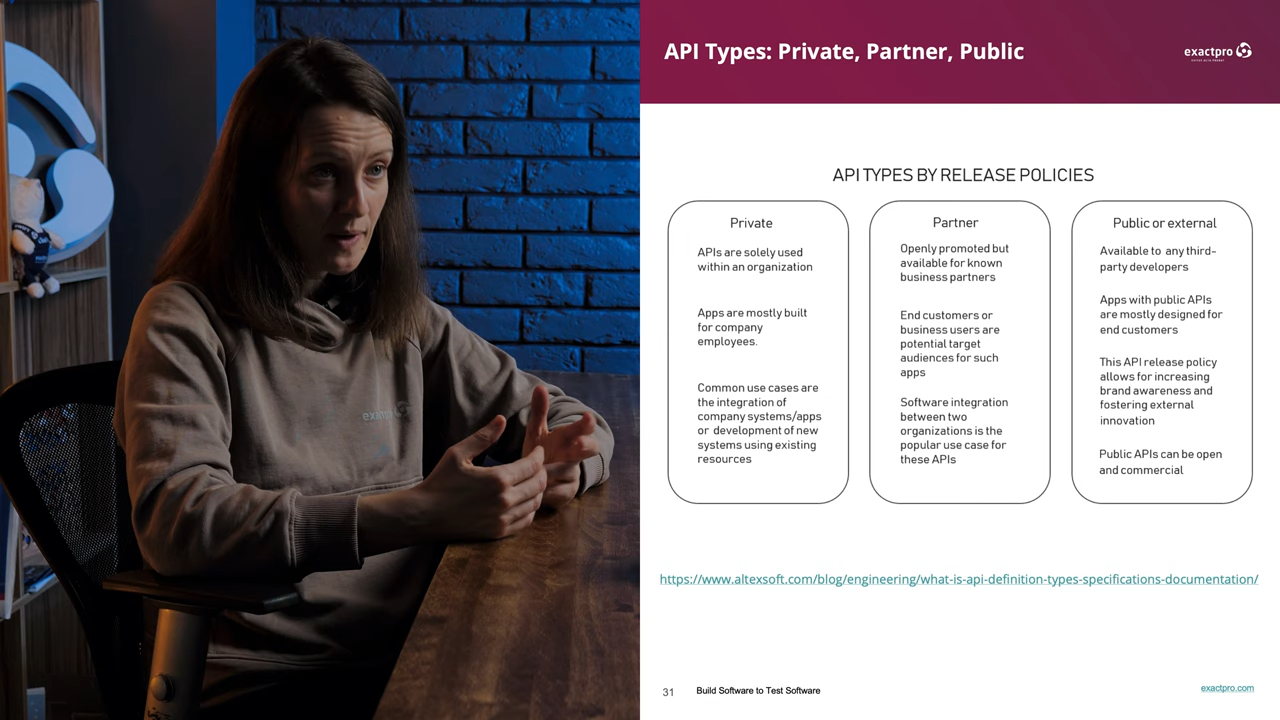 API Types: Private, Partner, Public
exactpro
API TYPES BY RELEASE POLICIES
Private
APIs are solely used
within an organization
Apps are mostly built
for company
employees.
Common use cases are
the integration of
company systems/apps
or development of new
systems using existing
resources
Partner
Openly promoted but
available for known
business partners
End customers or
business users are
potential target
audiences for such
apps
Software integration
between two
organizations is the
popular use case for
these APIs
Public or external
Available to any third-
party developers
Apps with public APIs
are mostly designed for
end customers
This API release policy
allows for increasing
brand awareness and
fostering external
innovation
Public APIs can be open
and commercial
https://www.altexsoft.com/blog/engineering/what-is-api-definition-types-specifications-documentation/
31
Build Software to Test Software
exactpro.com